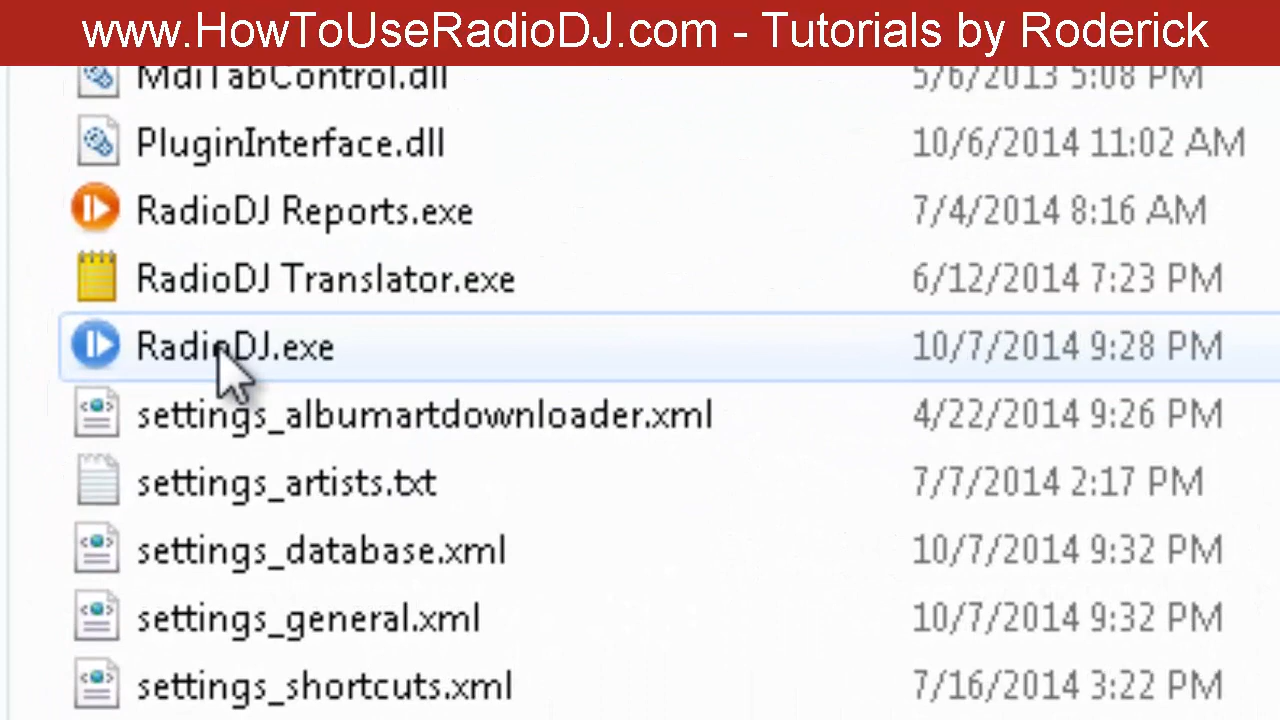 www.HowToUseRadioDJ.com - Tutorials by Roderick
MdiTabControl.dll 5/6/2013 5:08 PM
PluginInterface.dll 10/6/2014 11:02 AM
RadioDJ Reports.exe 7/4/2014 8:16 AM
RadioDJ Translator.exe 6/12/2014 7:23 PM
RadioDJ.exe 10/7/2014 9:28 PM
settings_albumartdownloader.xml 4/22/2014 9:26 PM
settings_artists.txt 7/7/2014 2:17 PM
settings_database.xml 10/7/2014 9:32 PM
settings_general.xml 10/7/2014 9:32 PM
settings_shortcuts.xml 7/16/2014 3:22 PM